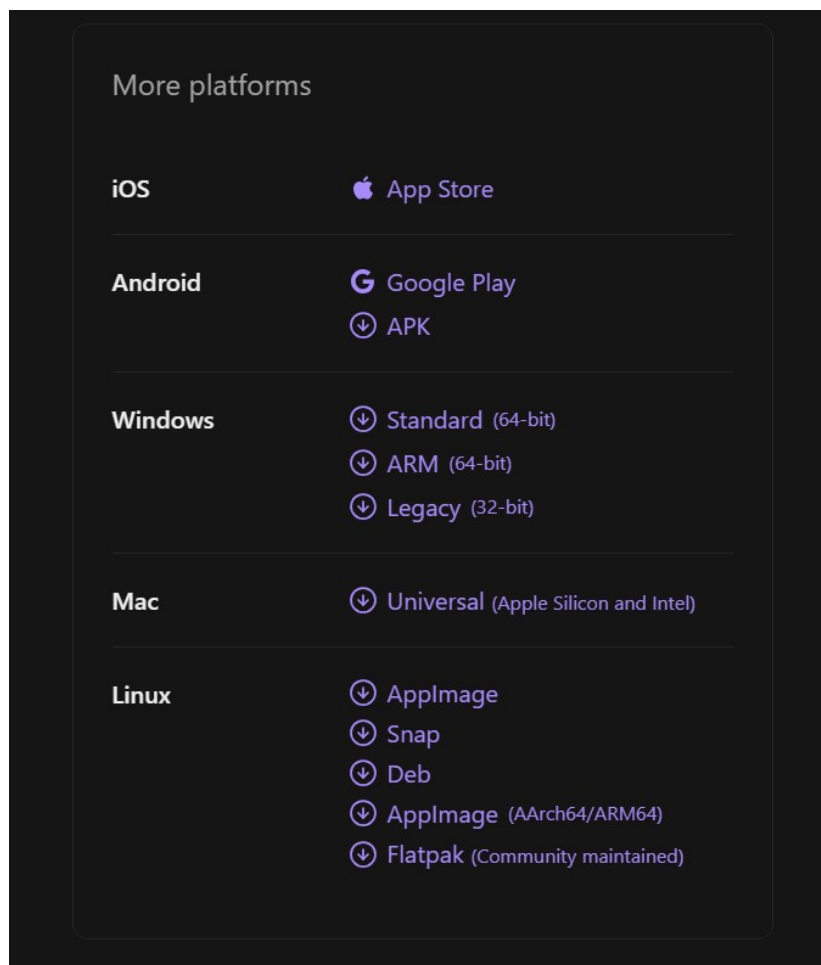 More platforms
iOS App Store
Android Google Play
APK
Windows Standard (64-bit)
ARM (64-bit)
Legacy (32-bit)
Mac Universal (Apple Silicon and Intel)
Linux AppImage
Snap
Deb
AppImage (AArch64/ARM64)
Flatpak (Community maintained)